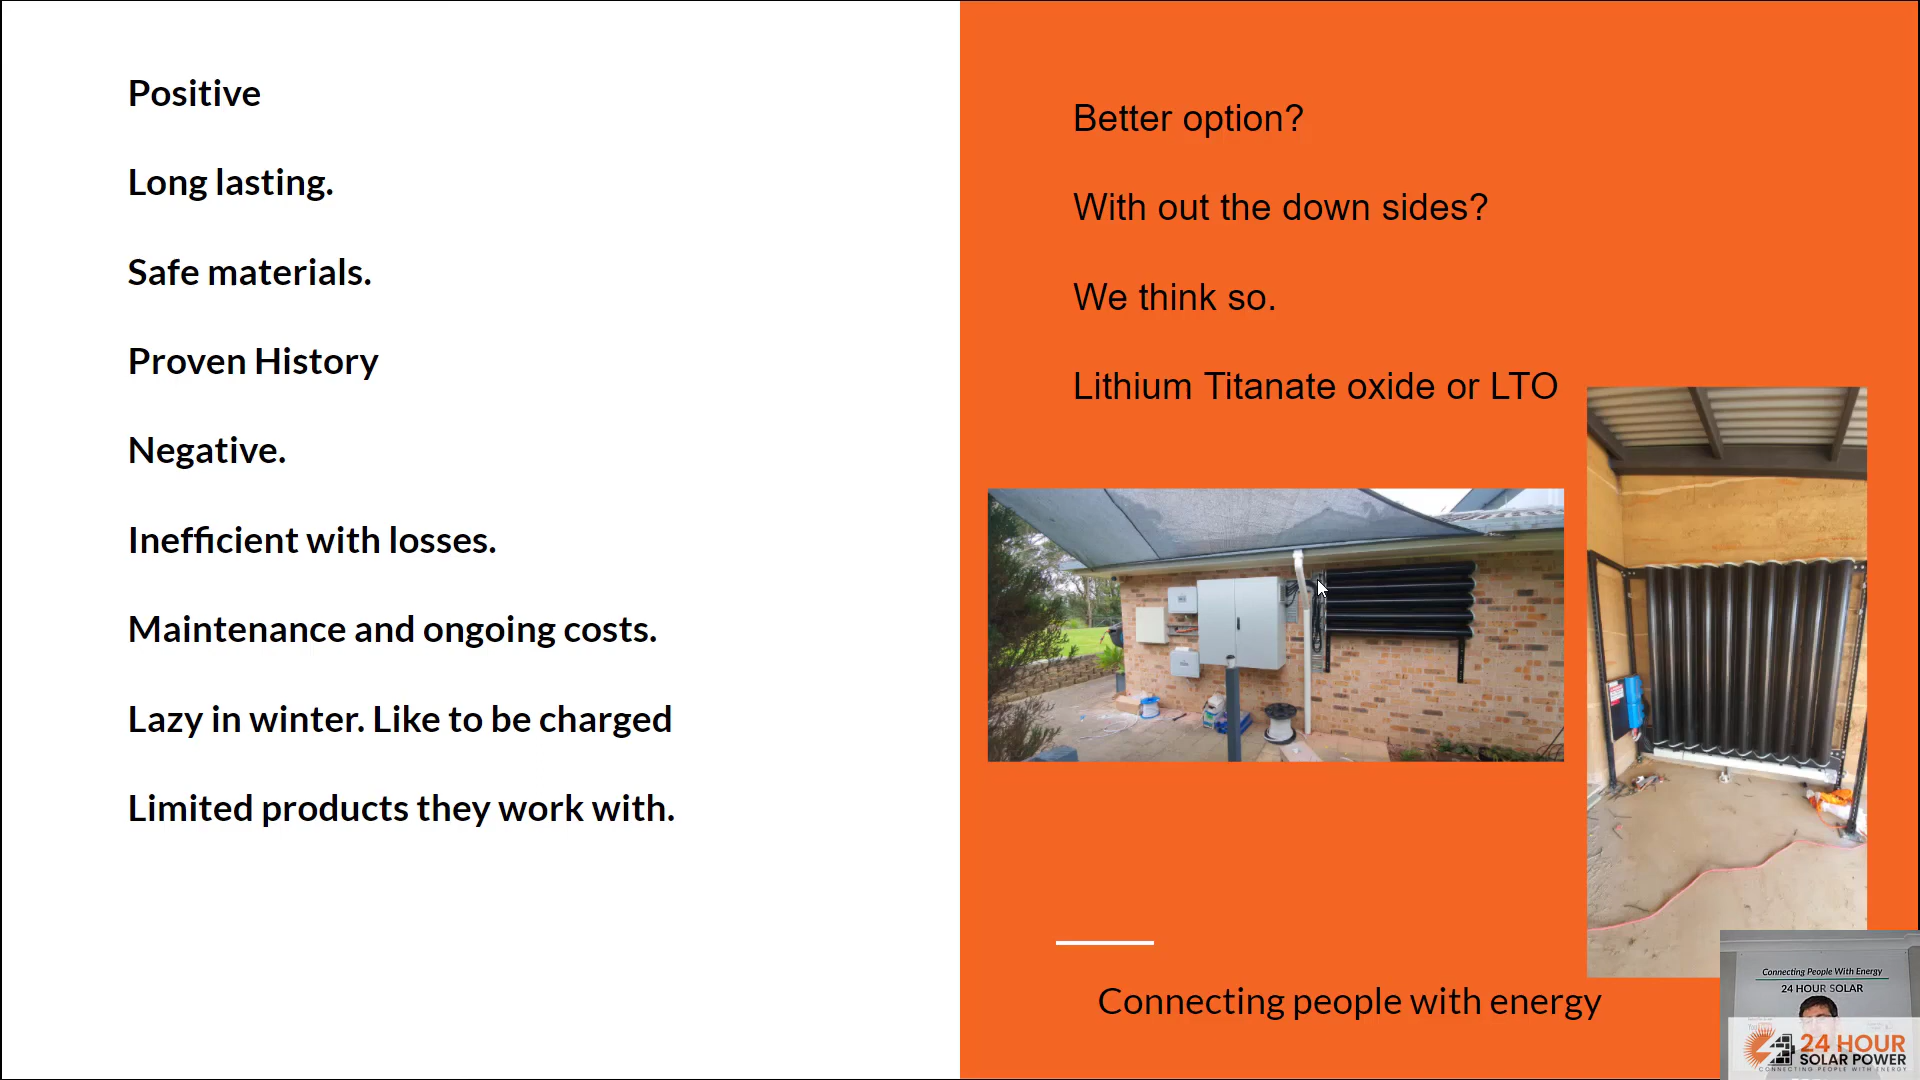 Positive
Long lasting.
Safe materials.
Proven History
Negative.
Inefficient with losses.
Maintenance and ongoing costs.
Lazy in winter. Like to be charged
Limited products they work with.
Better option?
With out the down sides?
We think so.
Lithium Titanate oxide or LTO
Connecting people with energy
Connecting People With Energy
24 HOUR SOLAR
24 HOUR
SOLAR POWER
CONNECTING PEOPLE WITH ENERGY